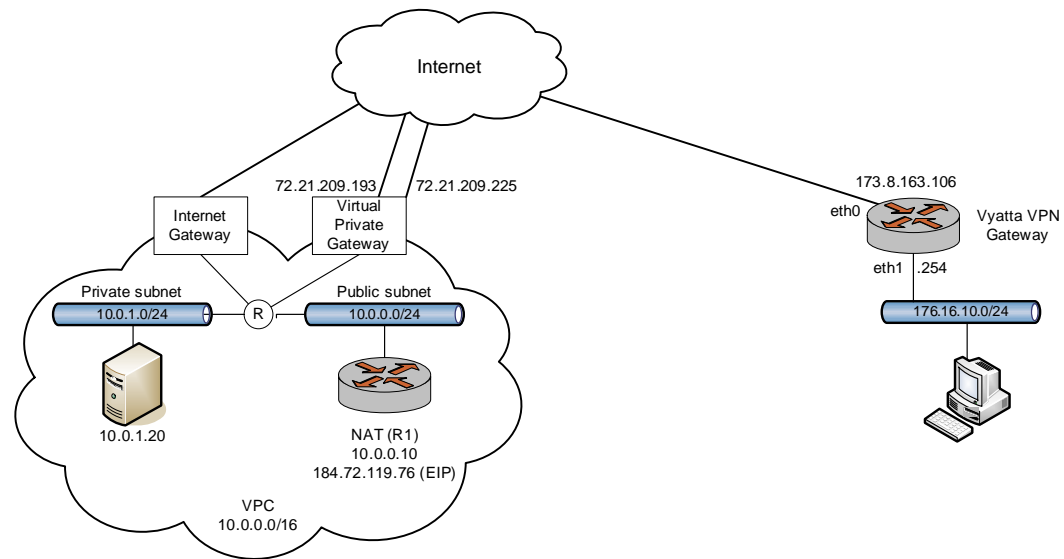 Internet
72.21.209.193
72.21.209.225
173.8.163.106
Internet
Gateway
Virtual
Private
Gateway
eth0
Vyatta VPN
Gateway
eth1
.254
Private subnet
10.0.1.0/24
R
Public subnet
10.0.0.0/24
176.16.10.0/24
10.0.1.20
NAT (R1)
10.0.0.10
184.72.119.76 (EIP)
VPC
10.0.0.0/16